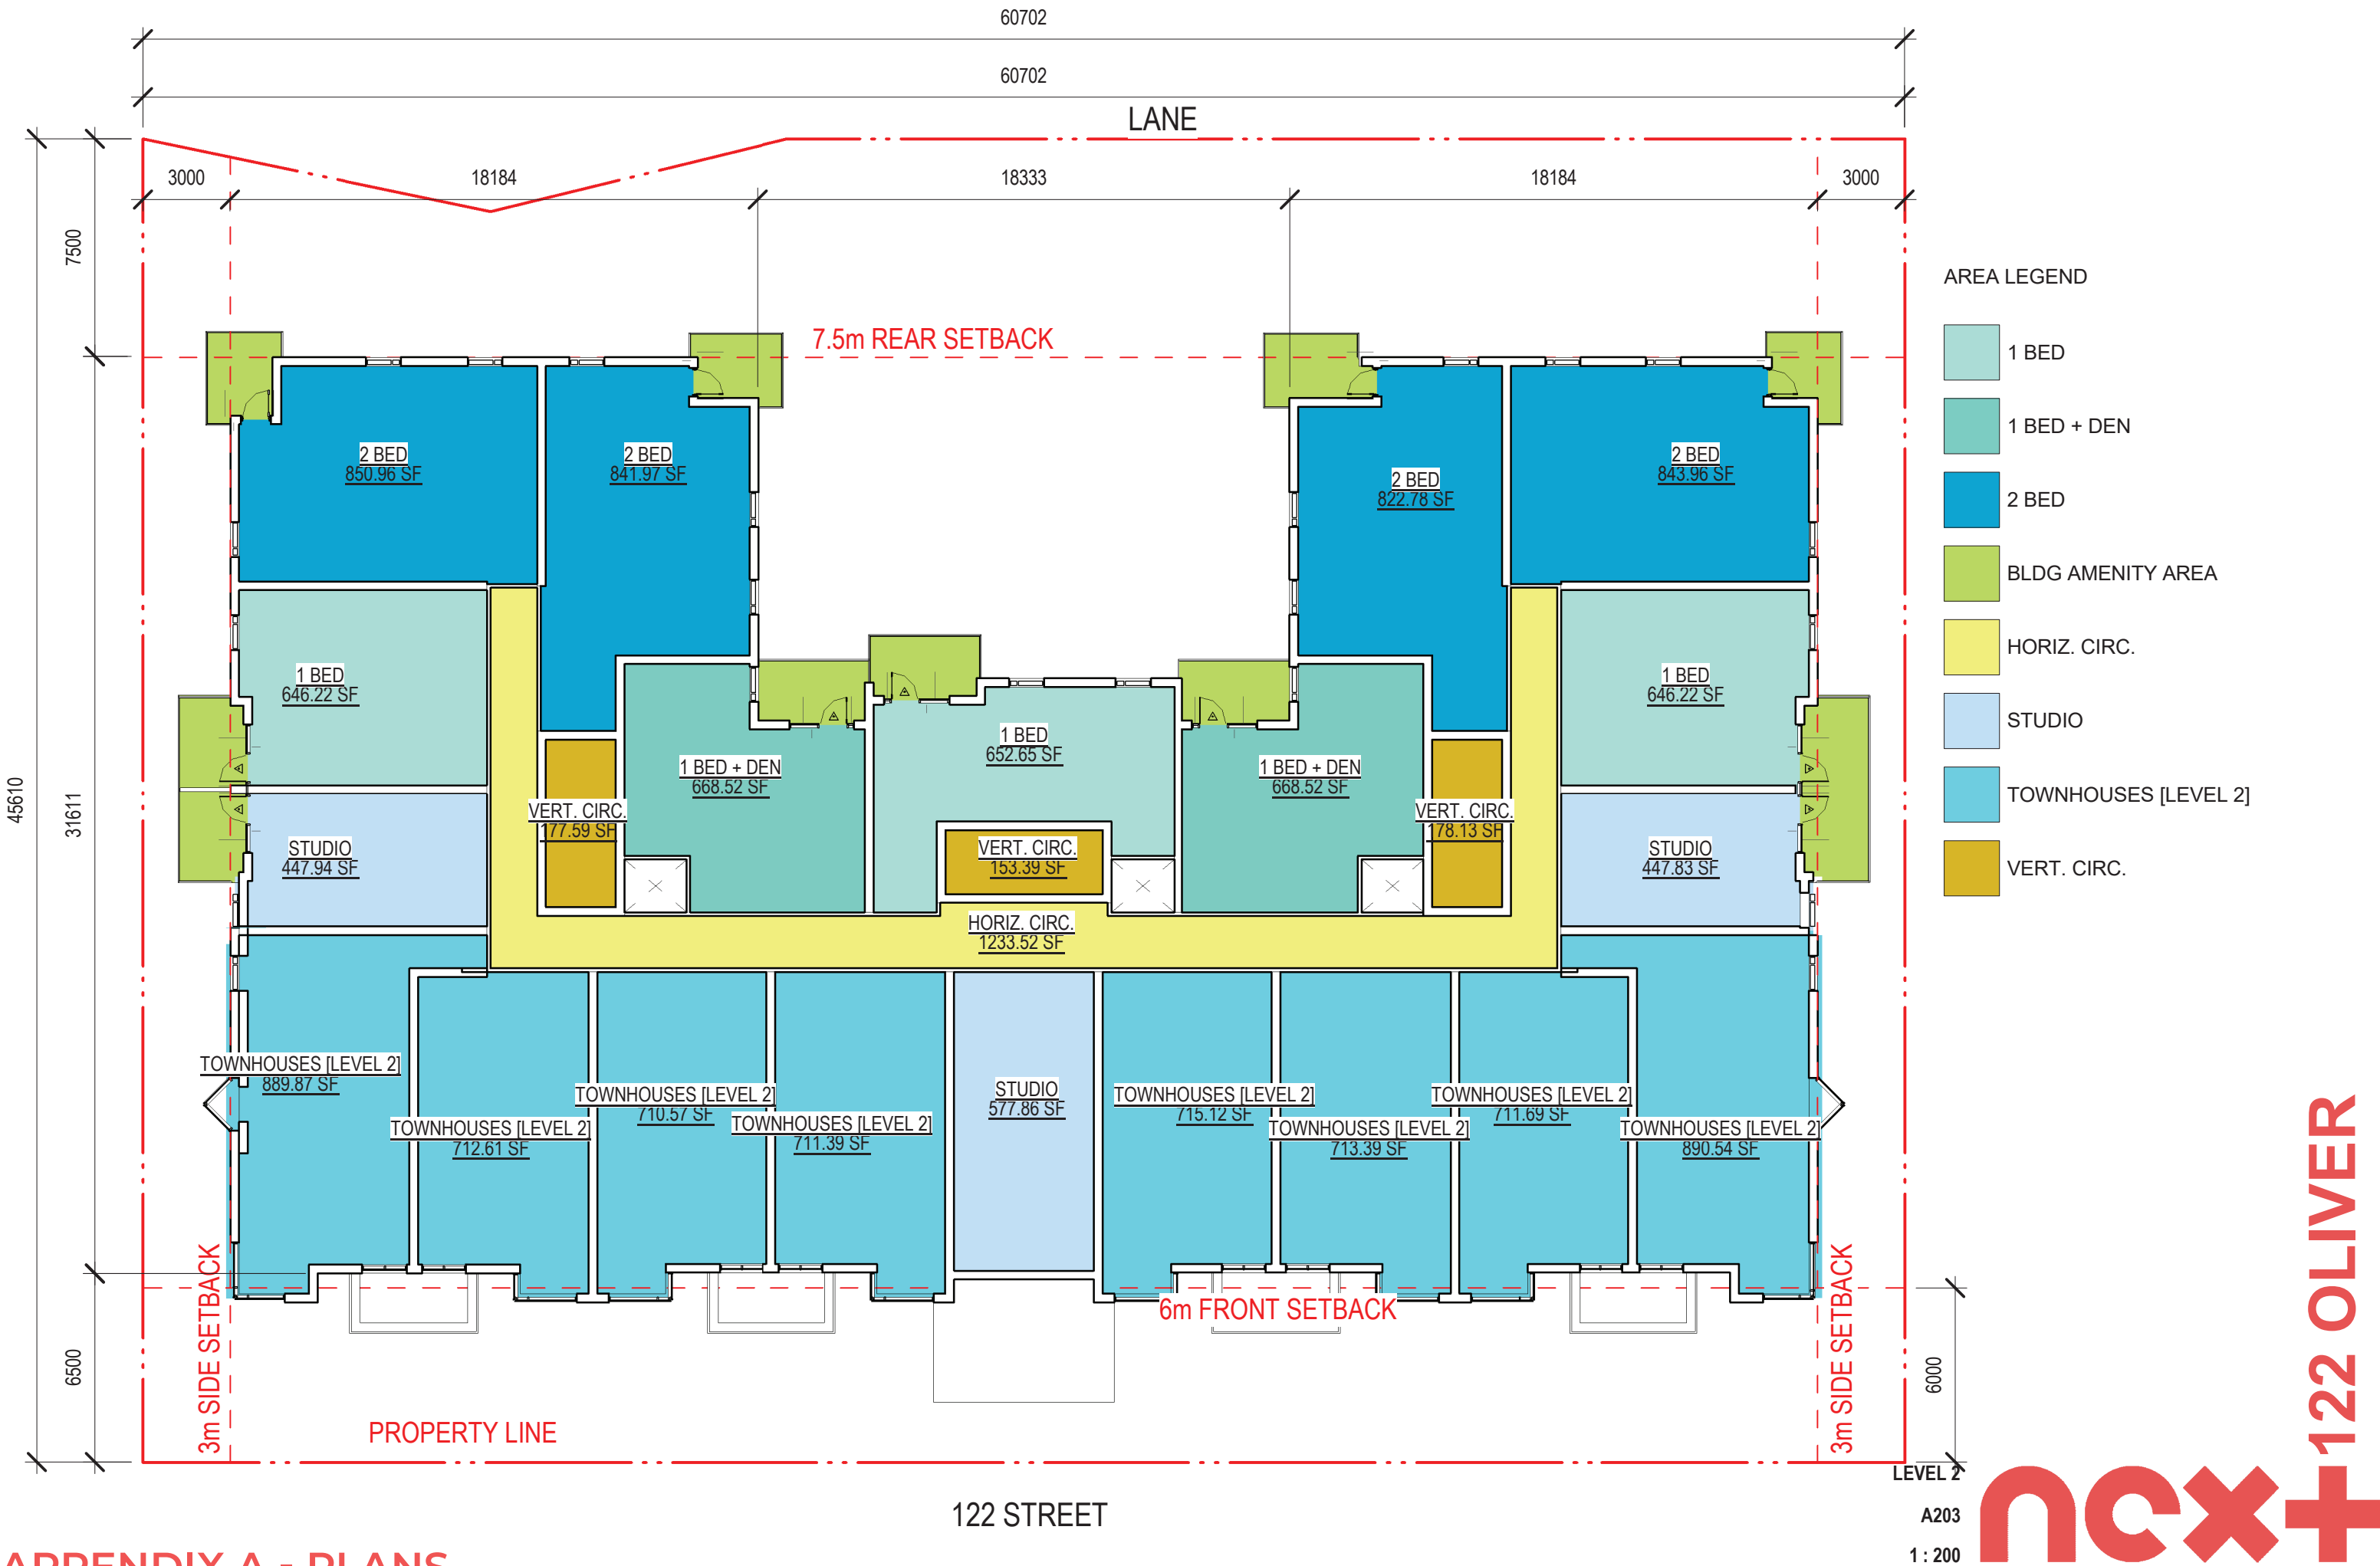 60702
60702
LANE
3000
18184
18333
18184
3000
7500
45610
31611
6500
6000
7.5m REAR SETBACK
AREA LEGEND
1 BED
1 BED + DEN
2 BED
BLDG AMENITY AREA
HORIZ. CIRC.
STUDIO
TOWNHOUSES [LEVEL 2]
VERT. CIRC.
2 BED
850.96 SF
2 BED
841.97 SF
2 BED
822.78 SF
2 BED
843.96 SF
1 BED
646.22 SF
1 BED
646.22 SF
1 BED
652.65 SF
1 BED + DEN
668.52 SF
1 BED + DEN
668.52 SF
VERT. CIRC.
177.59 SF
VERT. CIRC.
153.39 SF
VERT. CIRC.
178.13 SF
STUDIO
447.94 SF
STUDIO
447.83 SF
HORIZ. CIRC.
1233.52 SF
TOWNHOUSES [LEVEL 2]
889.87 SF
TOWNHOUSES [LEVEL 2]
712.61 SF
TOWNHOUSES [LEVEL 2]
710.57 SF
TOWNHOUSES [LEVEL 2]
711.39 SF
STUDIO
577.86 SF
TOWNHOUSES [LEVEL 2]
715.12 SF
TOWNHOUSES [LEVEL 2]
713.39 SF
TOWNHOUSES [LEVEL 2]
711.69 SF
TOWNHOUSES [LEVEL 2]
890.54 SF
3m SIDE SETBACK
6m FRONT SETBACK
3m SIDE SETBACK
PROPERTY LINE
122 STREET
LEVEL 2
A203
1 : 200
122 OLIVER
next
APPENDIX A - PLANS